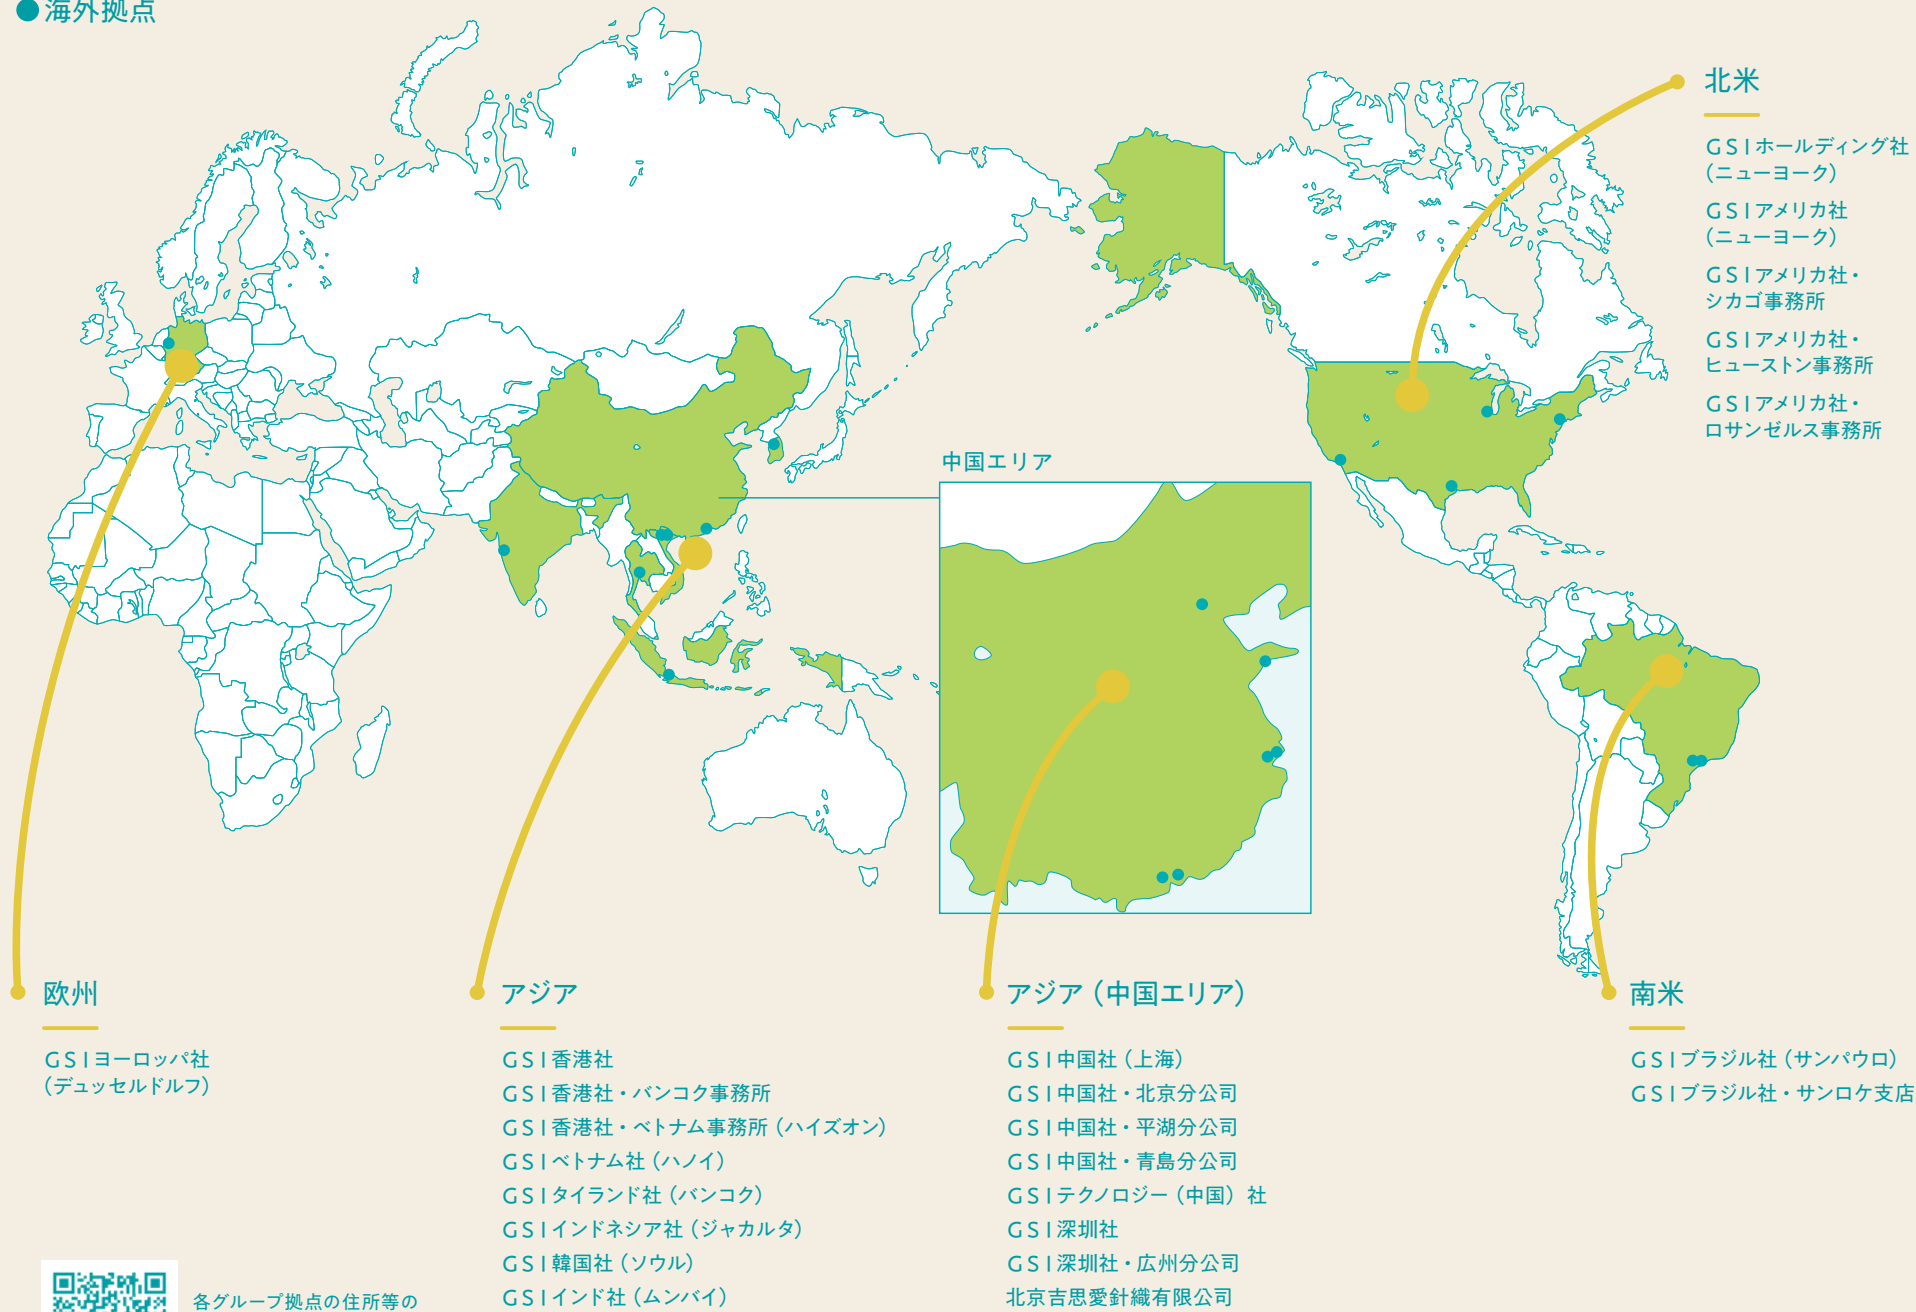 ●海外拠点
北米
GSIホールディング社
(ニューヨーク)
GSIアメリカ社
(ニューヨーク)
GSIアメリカ社・
シカゴ事務所
GSIアメリカ社・
ヒューストン事務所
GSIアメリカ社・
ロサンゼルス事務所
中国エリア
欧州
GSIヨーロッパ社
(デュッセルドルフ)
アジア
GSI香港社
GSI香港社・バンコク事務所
GSI香港社・ベトナム事務所(ハイズオン)
GSIベトナム社(ハノイ)
GSIタイランド社(バンコク)
GSIインドネシア社(ジャカルタ)
GSI韓国社(ソウル)
GSIインド社(ムンバイ)
アジア(中国エリア)
GSI中国社(上海)
GSI中国社・北京分公司
GSI中国社・平湖分公司
GSI中国社・青島分公司
GSIテクノロジー(中国)社
GSI深圳社
GSI深圳社・広州分公司
北京吉思愛針織有限公司
南米
GSIブラジル社(サンパウロ)
GSIブラジル社・サンロケ支店
各グループ拠点の住所等の